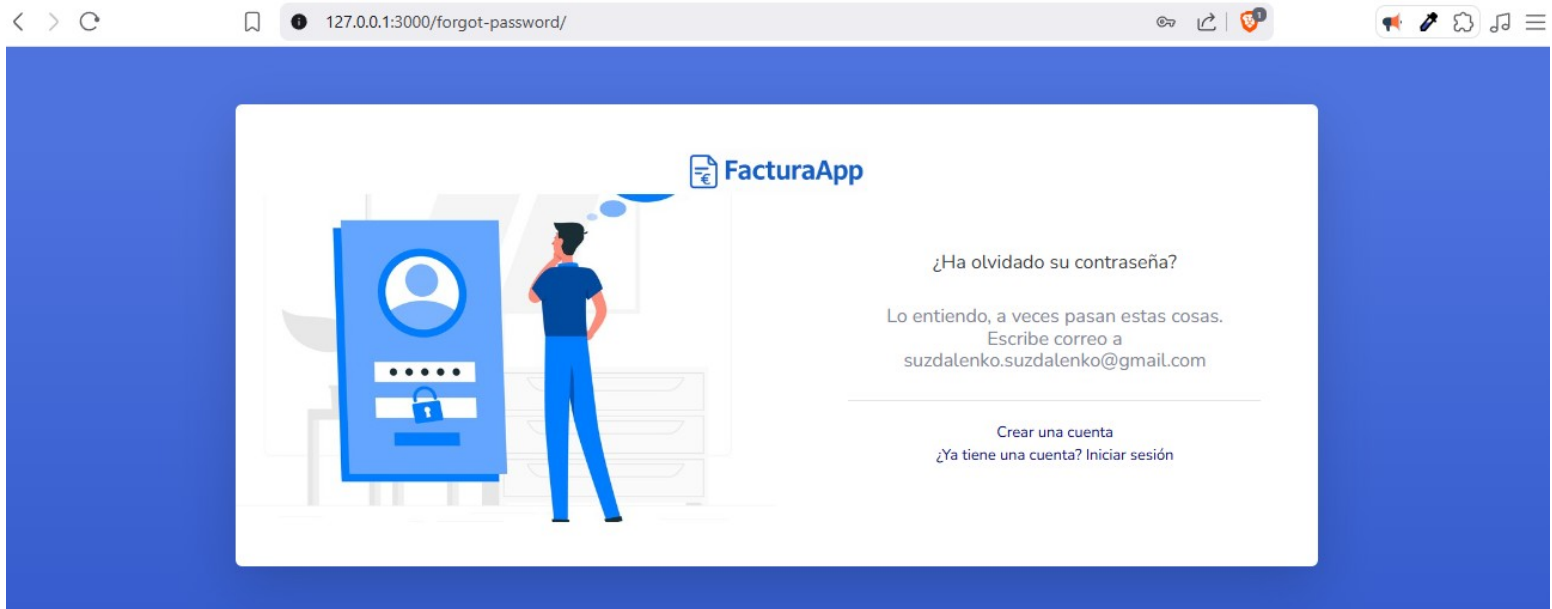 127.0.0.1:3000/forgot-password/
1
FacturaApp
¿Ha olvidado su contraseña?
Lo entiendo, a veces pasan estas cosas.
Escribe correo a
suzdalenko.suzdalenko@gmail.com
Crear una cuenta
¿Ya tiene una cuenta? Iniciar sesión